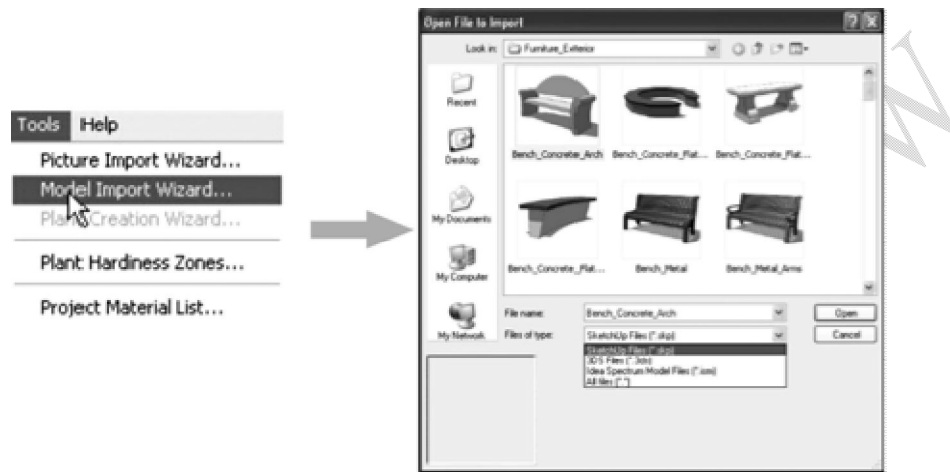 Tools Help
Picture Import Wizard...
Model Import Wizard...
Plant Creation Wizard...
Plant Hardiness Zones...
Project Material List...
Open File to Import
Look in: Furniture_Exterior
Recent
Desktop
My Documents
My Computer
My Network
Bench_Concrete_Arch Bench_Concrete_Flat... Bench_Concrete_Flat...
Bench_Concrete_Flat... Bench_Metal Bench_Metal_Arms
File name: Bench_Concrete_Arch Open
Files of type: SketchUp Files (*.skp) Cancel
SketchUp Files (*.skp)
3DS Files (*.3ds)
Idea Spectrum Model Files (*.ism)
All files (*.*)
W